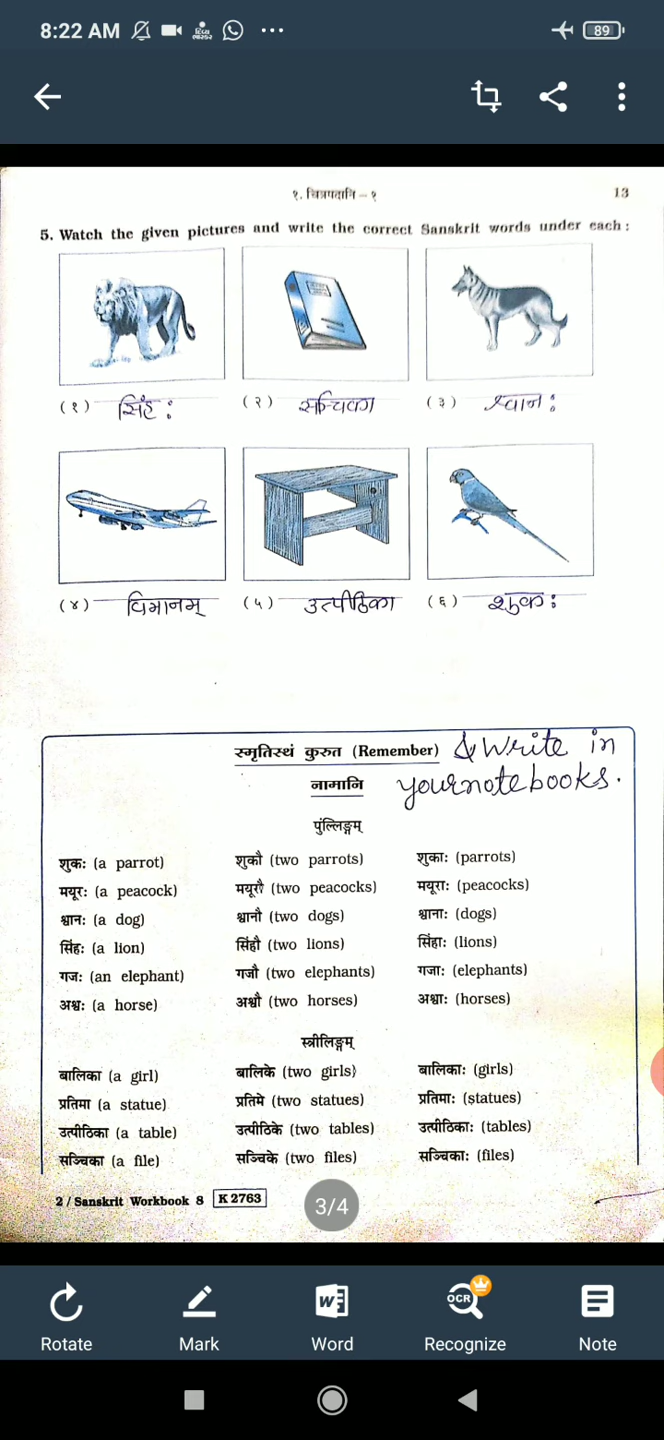 8:22 AM ... 89
१. चित्रपदानि – १ 13
5. Watch the given pictures and write the correct Sanskrit words under each :
(१) सिंह : (२) सञ्चिका (३) श्वान :
(४) विमानम् (५) उत्पीठिका (६) शुक :
स्मृतिस्थं कुरुत (Remember) & Write in
नामानि your notebooks.
पुंल्लिङ्गम्
शुकः (a parrot) शुकौ (two parrots) शुकाः (parrots)
मयूरः (a peacock) मयूरौ (two peacocks) मयूराः (peacocks)
श्वानः (a dog) श्वानौ (two dogs) श्वानाः (dogs)
सिंहः (a lion) सिंहौ (two lions) सिंहाः (lions)
गजः (an elephant) गजौ (two elephants) गजाः (elephants)
अश्वः (a horse) अश्वौ (two horses) अश्वाः (horses)
स्त्रीलिङ्गम्
बालिका (a girl) बालिके (two girls) बालिकाः (girls)
प्रतिमा (a statue) प्रतिमे (two statues) प्रतिमाः (statues)
उत्पीठिका (a table) उत्पीठिके (two tables) उत्पीठिकाः (tables)
सञ्चिका (a file) सञ्चिके (two files) सञ्चिकाः (files)
2 / Sanskrit Workbook 8 K 2763 3/4
W OCR
Rotate Mark Word Recognize Note